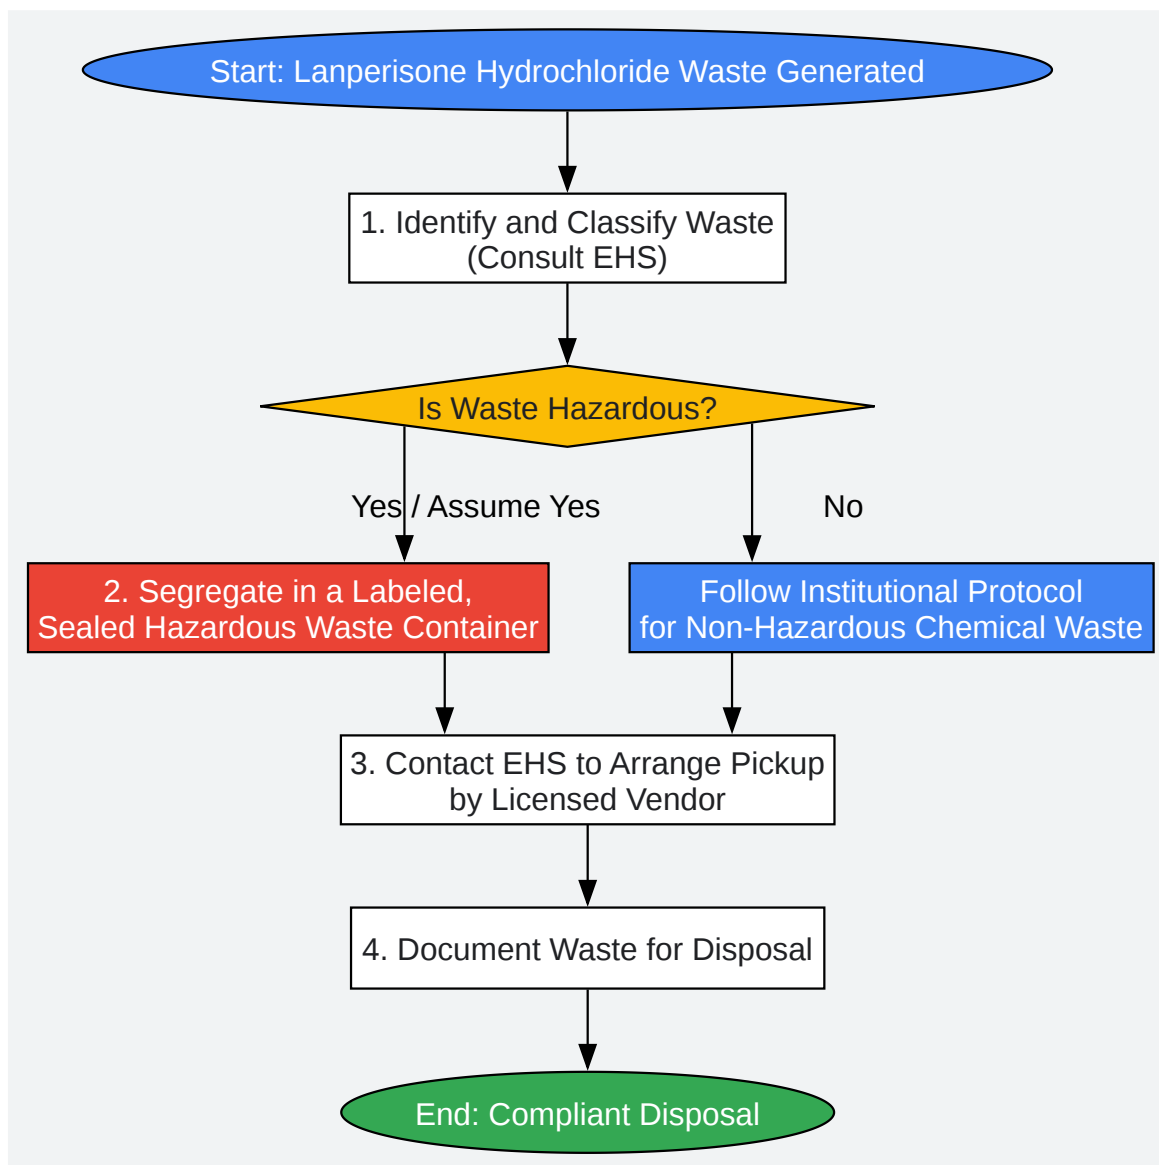 Start: Lanperisone Hydrochloride Waste Generated
1. Identify and Classify Waste
(Consult EHS)
Is Waste Hazardous?
Yes / Assume Yes
No
2. Segregate in a Labeled,
Sealed Hazardous Waste Container
Follow Institutional Protocol
for Non-Hazardous Chemical Waste
3. Contact EHS to Arrange Pickup
by Licensed Vendor
4. Document Waste for Disposal
End: Compliant Disposal